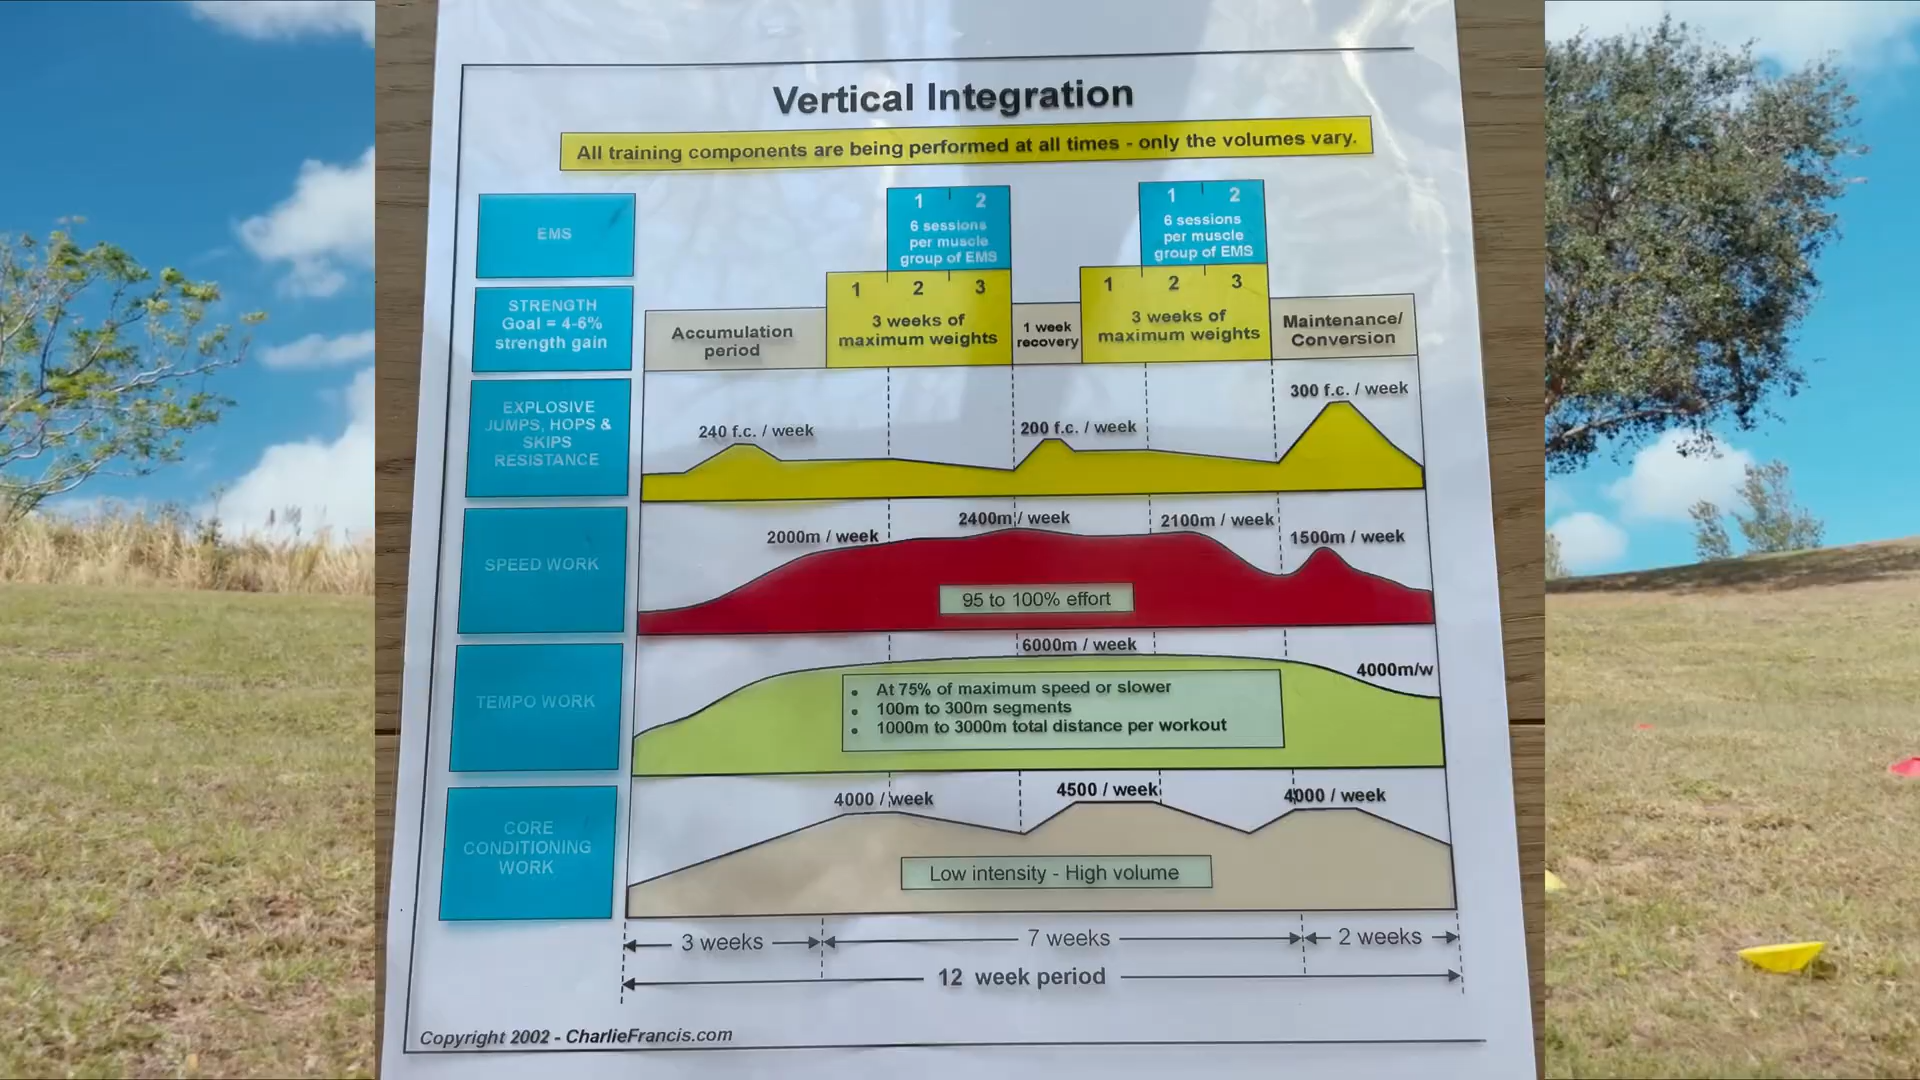 Vertical Integration
All training components are being performed at all times - only the volumes vary.
EMS
1 2
6 sessions
per muscle
group of EMS
1 2
6 sessions
per muscle
group of EMS
STRENGTH
Goal = 4-6%
strength gain
Accumulation
period
1 2 3
3 weeks of
maximum weights
1 week
recovery
1 2 3
3 weeks of
maximum weights
Maintenance/
Conversion
EXPLOSIVE
JUMPS, HOPS &
SKIPS
RESISTANCE
240 f.c. / week
200 f.c. / week
300 f.c. / week
SPEED WORK
2000m / week
2400m / week
2100m / week
1500m / week
95 to 100% effort
TEMPO WORK
6000m / week
4000m/w
• At 75% of maximum speed or slower
• 100m to 300m segments
• 1000m to 3000m total distance per workout
CORE
CONDITIONING
WORK
4000 / week
4500 / week
4000 / week
Low intensity - High volume
3 weeks
7 weeks
2 weeks
12 week period
Copyright 2002 - CharlieFrancis.com